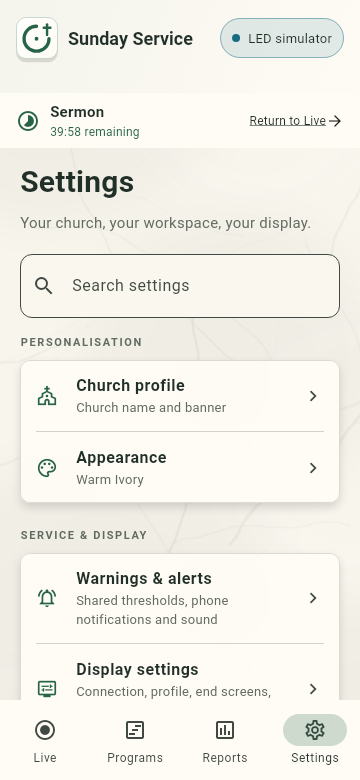 Sunday Service
LED simulator
Sermon
39:58 remaining
Return to Live
Settings
Your church, your workspace, your display.
Search settings
PERSONALISATION
Church profile
Church name and banner
Appearance
Warm Ivory
SERVICE & DISPLAY
Warnings & alerts
Shared thresholds, phone
notifications and sound
Display settings
Connection, profile, end screens,
Live
Programs
Reports
Settings